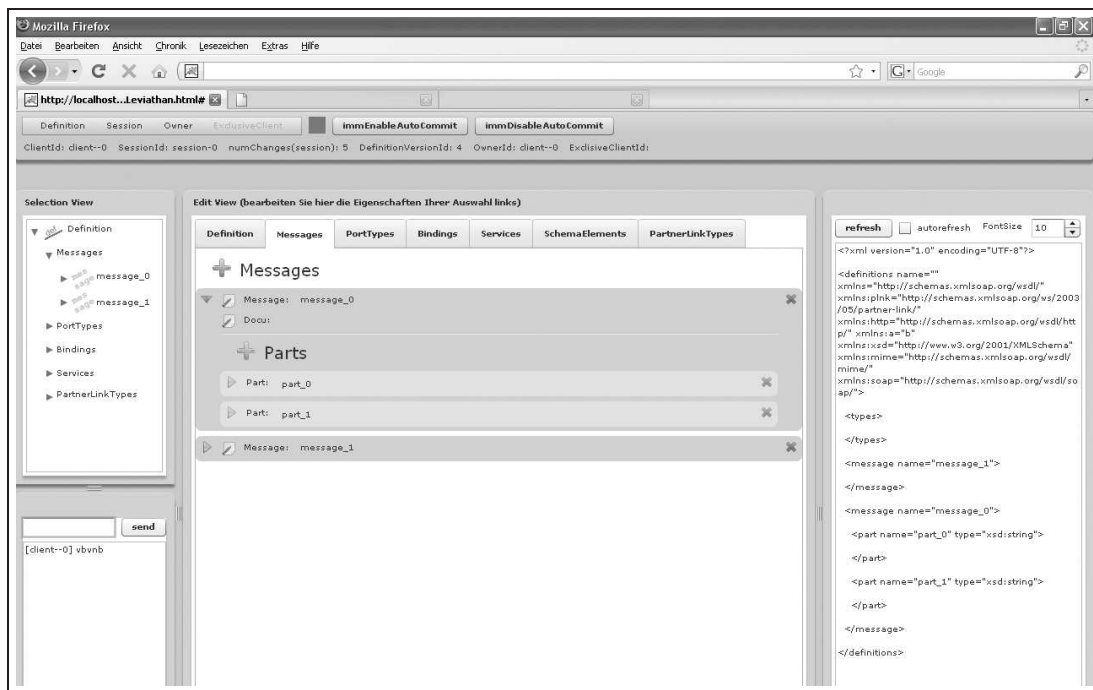 Mozilla Firefox
Datei Bearbeiten Ansicht Chronik Lesezeichen Extras Hilfe
G Google
http://localhost...Leviathan.html#
Definition Session Owner ExclusiveClient immEnableAutoCommit immDisableAutoCommit
ClientId: client--0 SessionId: session-0 numChanges(session): 5 DefinitionVersionId: 4 OwnerId: client--0 ExclisiveClientId:
Selection View
Definition
Messages
message_0
message_1
PortTypes
Bindings
Services
PartnerLinkTypes
send
[client--0] vbvnb
Edit View (bearbeiten Sie hier die Eigenschaften Ihrer Auswahl links)
Definition Messages PortTypes Bindings Services SchemaElements PartnerLinkTypes
Messages
Message: message_0
Docu:
Parts
Part: part_0
Part: part_1
Message: message_1
refresh autorefresh FontSize 10
<?xml version="1.0" encoding="UTF-8"?>
<definitions name=""
xmlns="http://schemas.xmlsoap.org/wsdl/"
xmlns:plnk="http://schemas.xmlsoap.org/ws/2003
/05/partner-link/"
xmlns:http="http://schemas.xmlsoap.org/wsdl/htt
p/" xmlns:a="b"
xmlns:xsd="http://www.w3.org/2001/XMLSchema"
xmlns:mime="http://schemas.xmlsoap.org/wsdl/
mime/"
xmlns:soap="http://schemas.xmlsoap.org/wsdl/so
ap/">
<types>
</types>
<message name="message_1">
</message>
<message name="message_0">
<part name="part_0" type="xsd:string">
</part>
<part name="part_1" type="xsd:string">
</part>
</message>
</definitions>